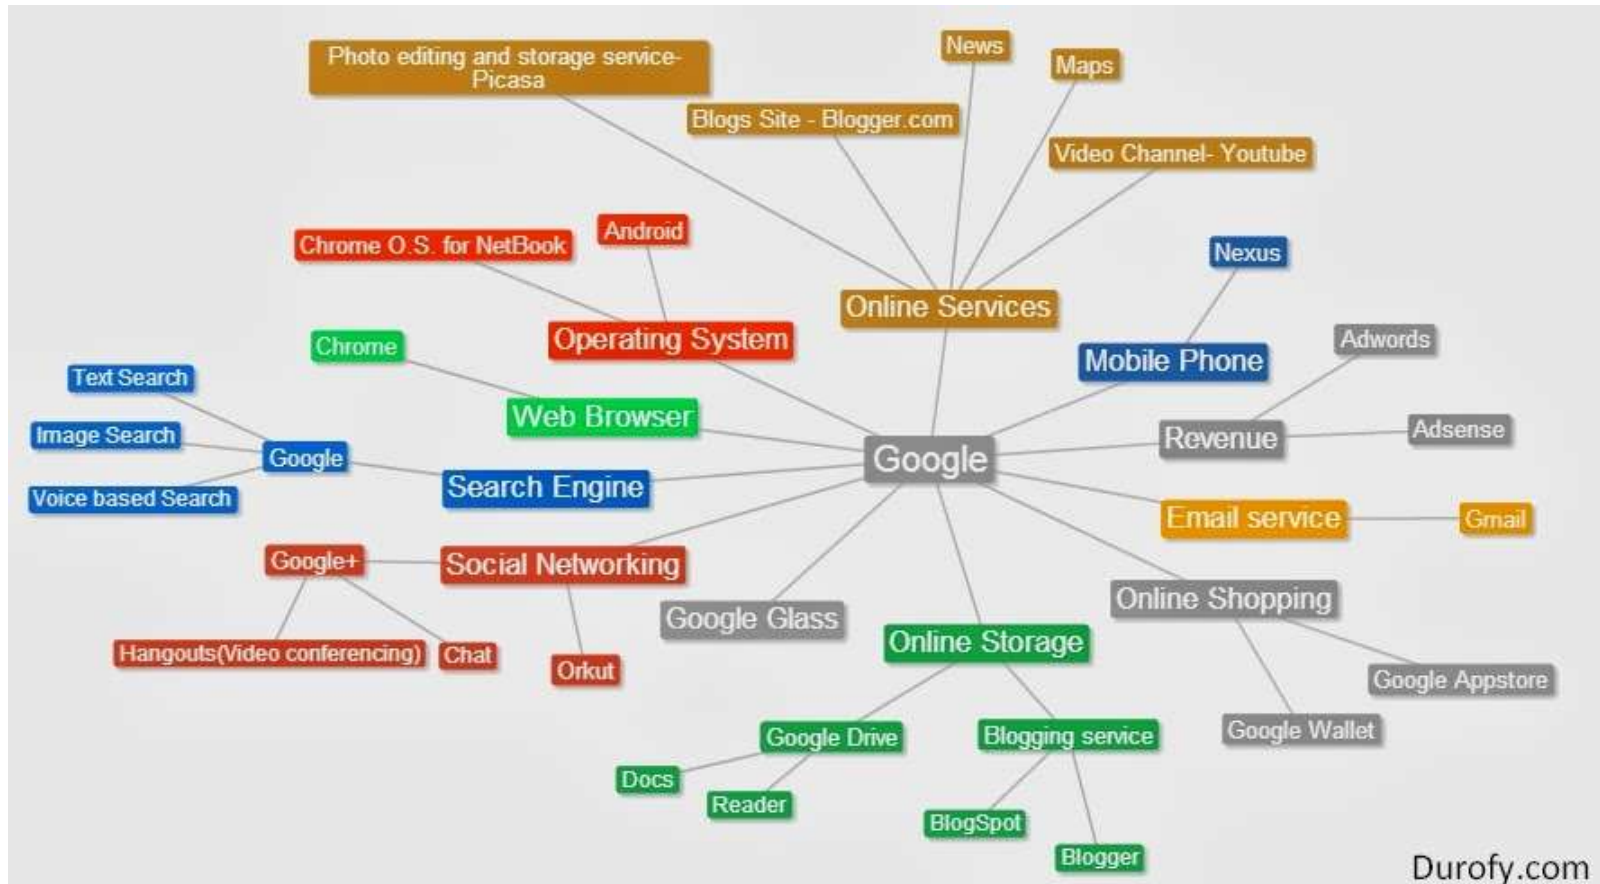 Photo editing and storage service-
Picasa
News
Maps
Blogs Site - Blogger.com
Video Channel- Youtube
Chrome O.S. for NetBook
Android
Nexus
Online Services
Operating System
Mobile Phone
Adwords
Chrome
Text Search
Web Browser
Revenue
Adsense
Image Search
Google
Google
Search Engine
Voice based Search
Email service
Gmail
Google+
Social Networking
Google Glass
Online Shopping
Hangouts(Video conferencing)
Chat
Orkut
Online Storage
Google Appstore
Google Drive
Blogging service
Google Wallet
Docs
Reader
BlogSpot
Blogger
Durofy.com